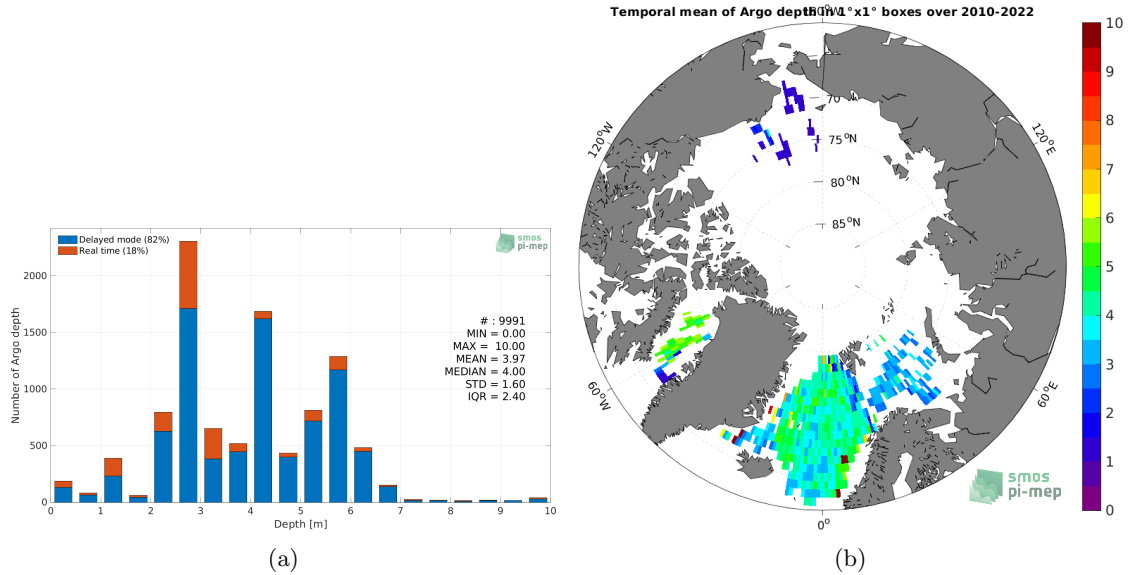 Temporal mean of Argo depth in 1°x1° boxes over 2010-2022
180°W
Delayed mode (82%)
Real time (18%)
smos
pi-mep
# : 9991
MIN = 0.00
MAX = 10.00
MEAN = 3.97
MEDIAN = 4.00
STD = 1.60
IQR = 2.40
Number of Argo depth
0
500
1000
1500
2000
0 1 2 3 4 5 6 7 8 9 10
Depth [m]
(a)
120°W
120°E
60°W
60°E
0°
70°N
75°N
80°N
85°N
smos
pi-mep
10
9
8
7
6
5
4
3
2
1
0
(b)